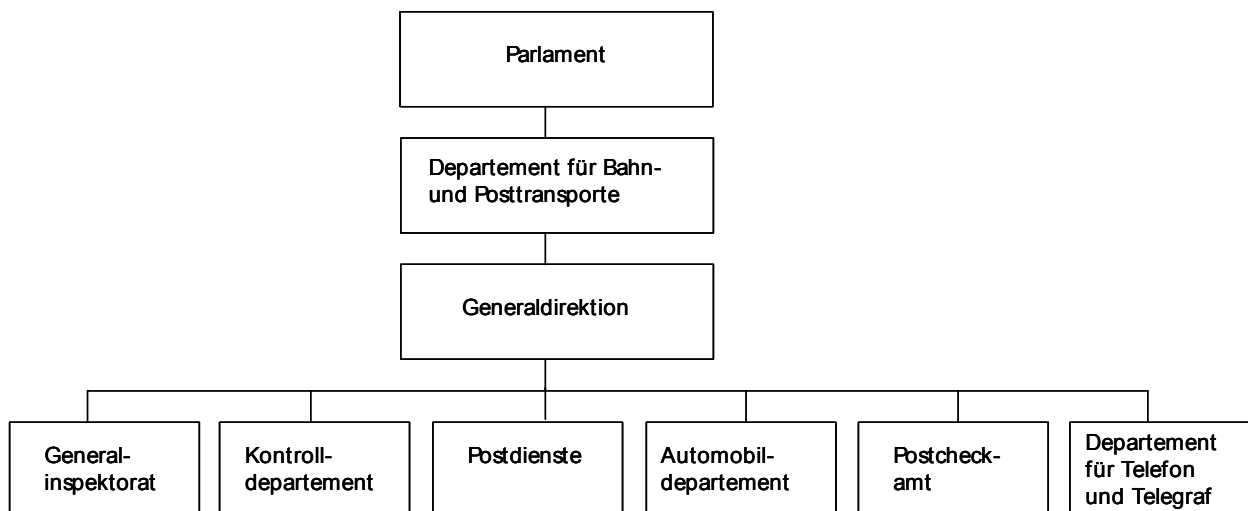 Parlament
Departement für Bahn-
und Posttransporte
Generaldirektion
General-
inspektorat
Kontroll-
departement
Postdienste
Automobil-
departement
Postcheck-
amt
Departement
für Telefon
und Telegraf